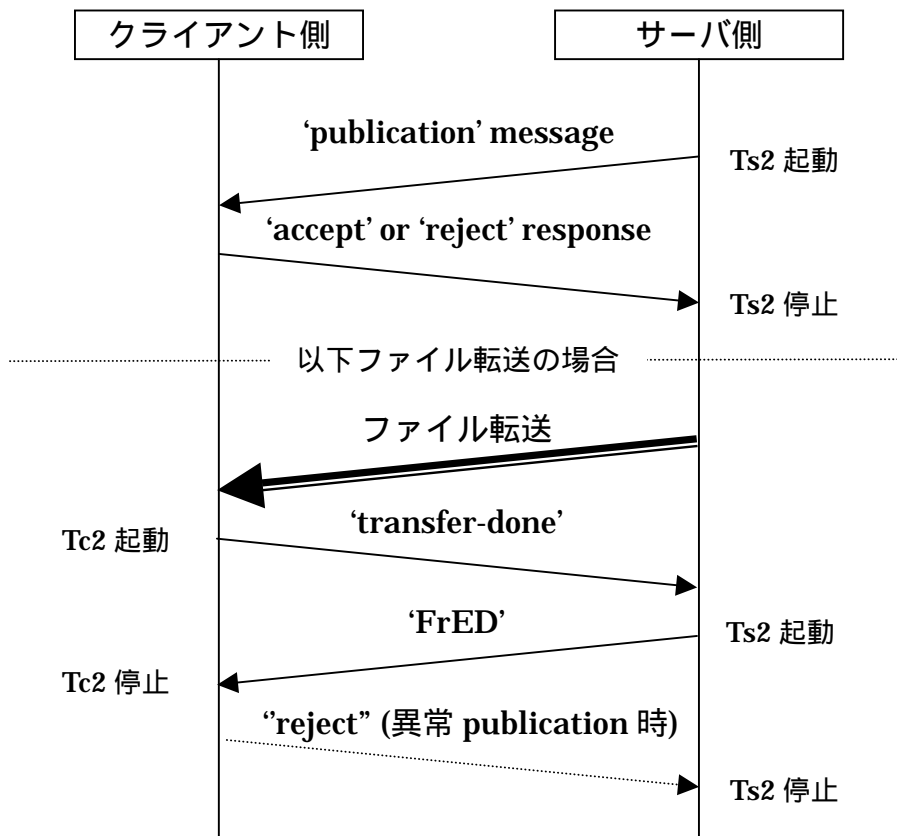 クライアント側
サーバ側
‘publication’ message
Ts2 起動
‘accept’ or ‘reject’ response
Ts2 停止
以下ファイル転送の場合
ファイル転送
‘transfer-done’
Tc2 起動
‘FrED’
Ts2 起動
Tc2 停止
‘’reject” (異常 publication 時)
Ts2 停止